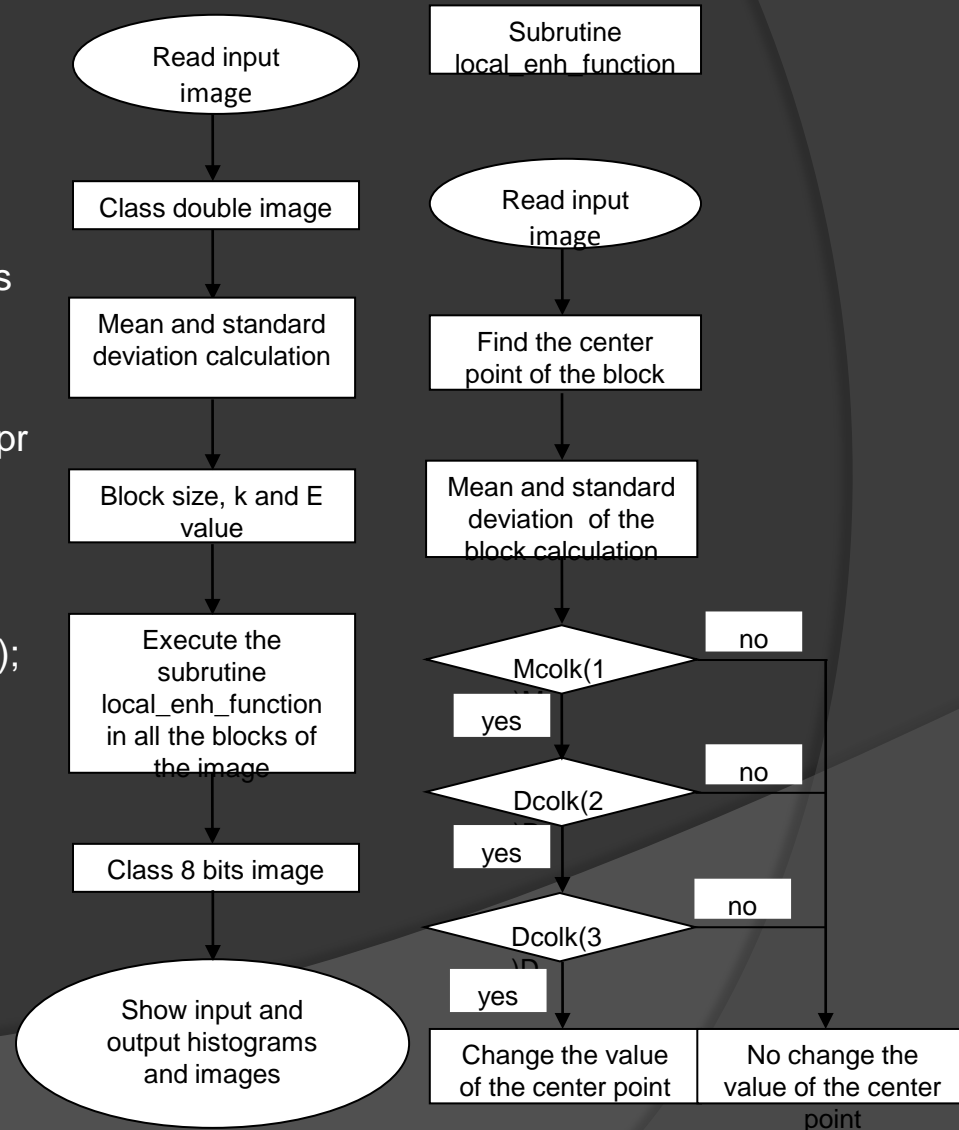 Read input
image
Class double image
Mean and standard
deviation calculation
Block size, k and E
value
Execute the
subrutine
local_enh_function
in all the blocks of
the image
Class 8 bits image
Show input and
output histograms
and images
Subrutine
local_enh_function
Read input
image
Find the center
point of the block
Mean and standard
deviation of the
block calculation
Mcolk(1
no
yes
Dcolk(2
no
yes
Dcolk(3
)D
no
yes
Change the value
of the center point
No change the
value of the center
point
s
pr
);